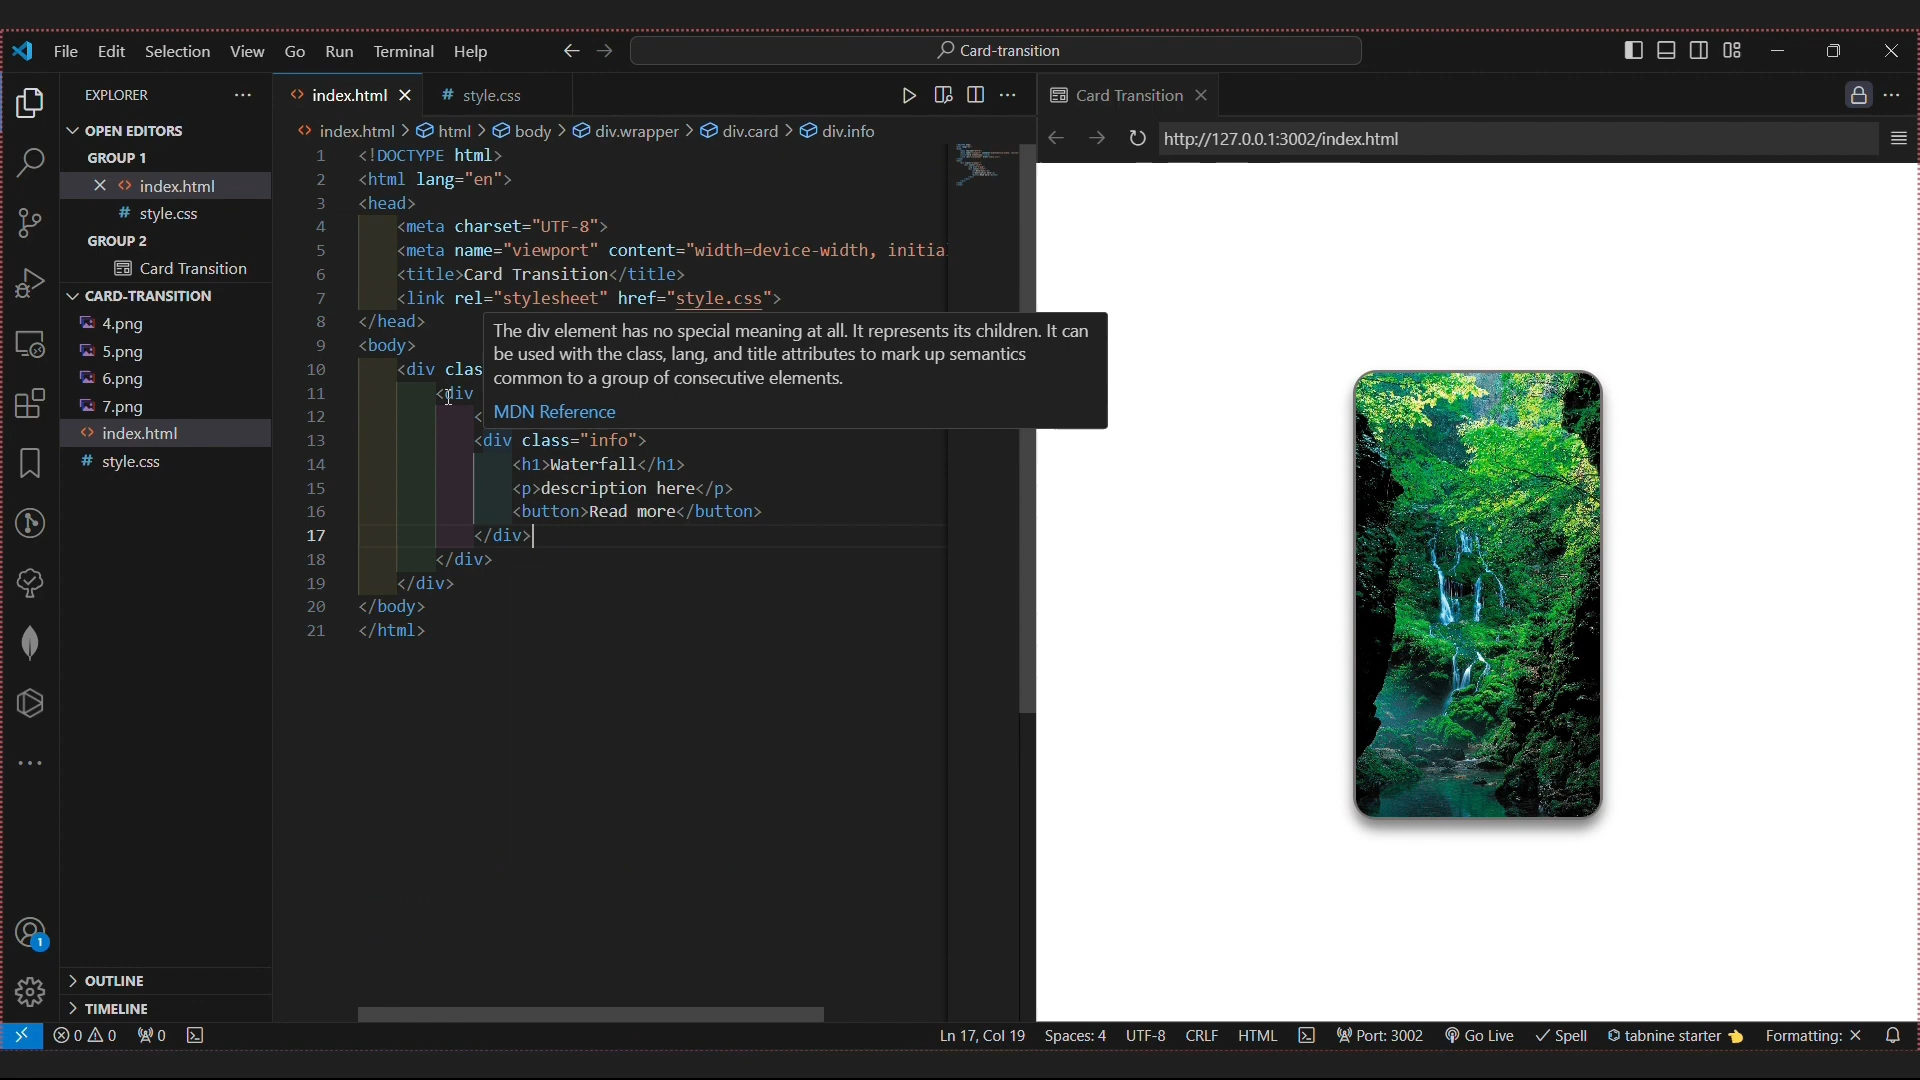 File Edit Selection View Go Run Terminal Help
Card-transition
EXPLORER
OPEN EDITORS
GROUP 1
index.html
# style.css
GROUP 2
Card Transition
CARD-TRANSITION
4.png
5.png
6.png
7.png
index.html
# style.css
OUTLINE
TIMELINE
index.html
# style.css
index.html > html > body > div.wrapper > div.card > div.info
1 <!DOCTYPE html>
2 <html lang="en">
3 <head>
4 <meta charset="UTF-8">
5 <meta name="viewport" content="width=device-width, initia
6 <title>Card Transition</title>
7 <link rel="stylesheet" href="style.css">
8 </head>
9 <body>
10 <div clas
11 <div
12 <
13 <div class="info">
14 <h1>Waterfall</h1>
15 <p>description here</p>
16 <button>Read more</button>
17 </div>
18 </div>
19 </div>
20 </body>
21 </html>
The div element has no special meaning at all. It represents its children. It can
be used with the class, lang, and title attributes to mark up semantics
common to a group of consecutive elements.
MDN Reference
Card Transition
http://127.0.0.1:3002/index.html
1
0 0 0 Ln 17, Col 19 Spaces: 4 UTF-8 CRLF HTML Port: 3002 Go Live Spell tabnine starter Formatting: